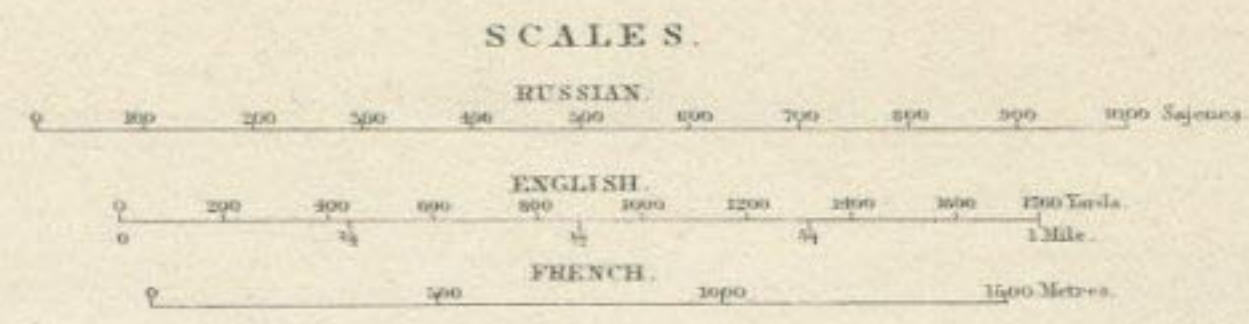 SCALES.
RUSSIAN.
0 100 200 300 400 500 600 700 800 900 1000 Sajenes.
ENGLISH.
0 200 400 600 800 1000 1200 1400 1600 1760 Yards.
0 ¼ ½ ¾ 1 Mile.
FRENCH.
0 500 1000 1500 Metres.